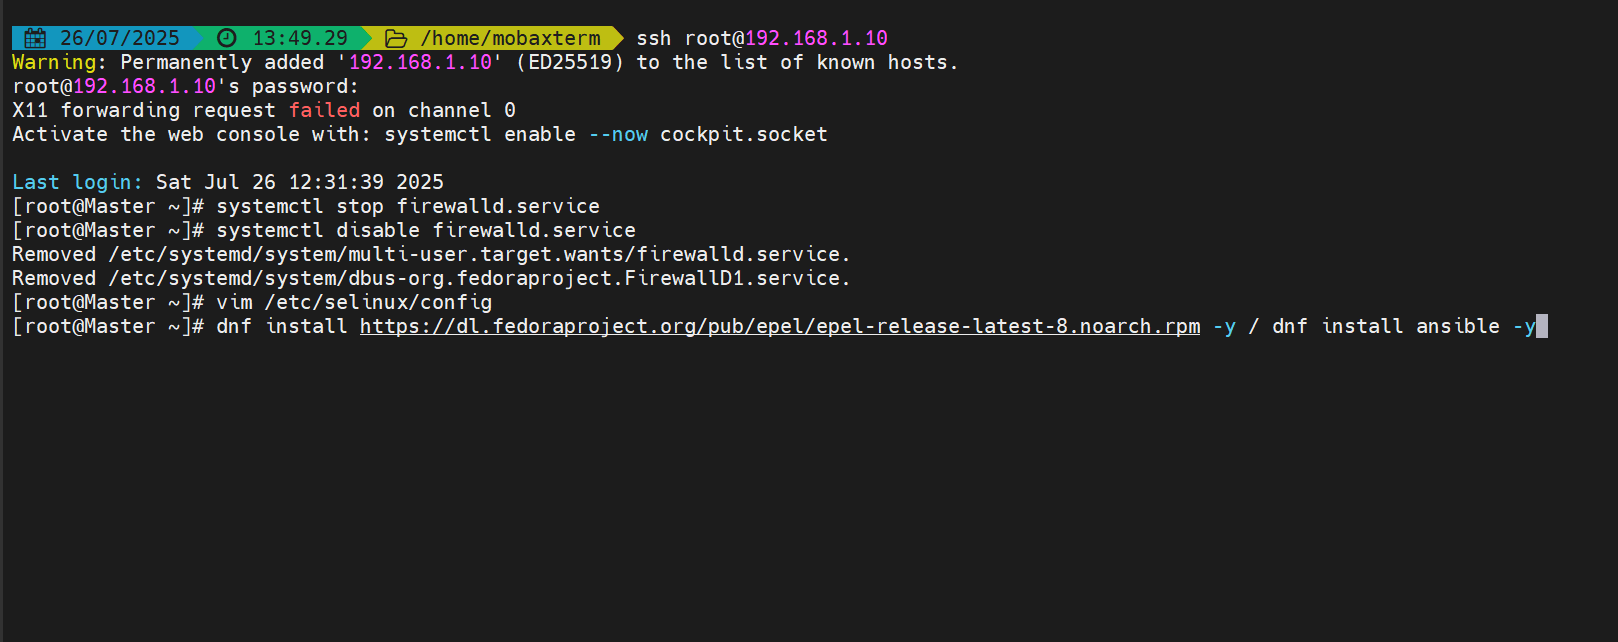 26/07/2025 13:49.29 /home/mobaxterm ssh root@192.168.1.10
Warning: Permanently added '192.168.1.10' (ED25519) to the list of known hosts.
root@192.168.1.10's password:
X11 forwarding request failed on channel 0
Activate the web console with: systemctl enable --now cockpit.socket
Last login: Sat Jul 26 12:31:39 2025
[root@Master ~]# systemctl stop firewalld.service
[root@Master ~]# systemctl disable firewalld.service
Removed /etc/systemd/system/multi-user.target.wants/firewalld.service.
Removed /etc/systemd/system/dbus-org.fedoraproject.FirewallD1.service.
[root@Master ~]# vim /etc/selinux/config
[root@Master ~]# dnf install https://dl.fedoraproject.org/pub/epel/epel-release-latest-8.noarch.rpm -y / dnf install ansible -y